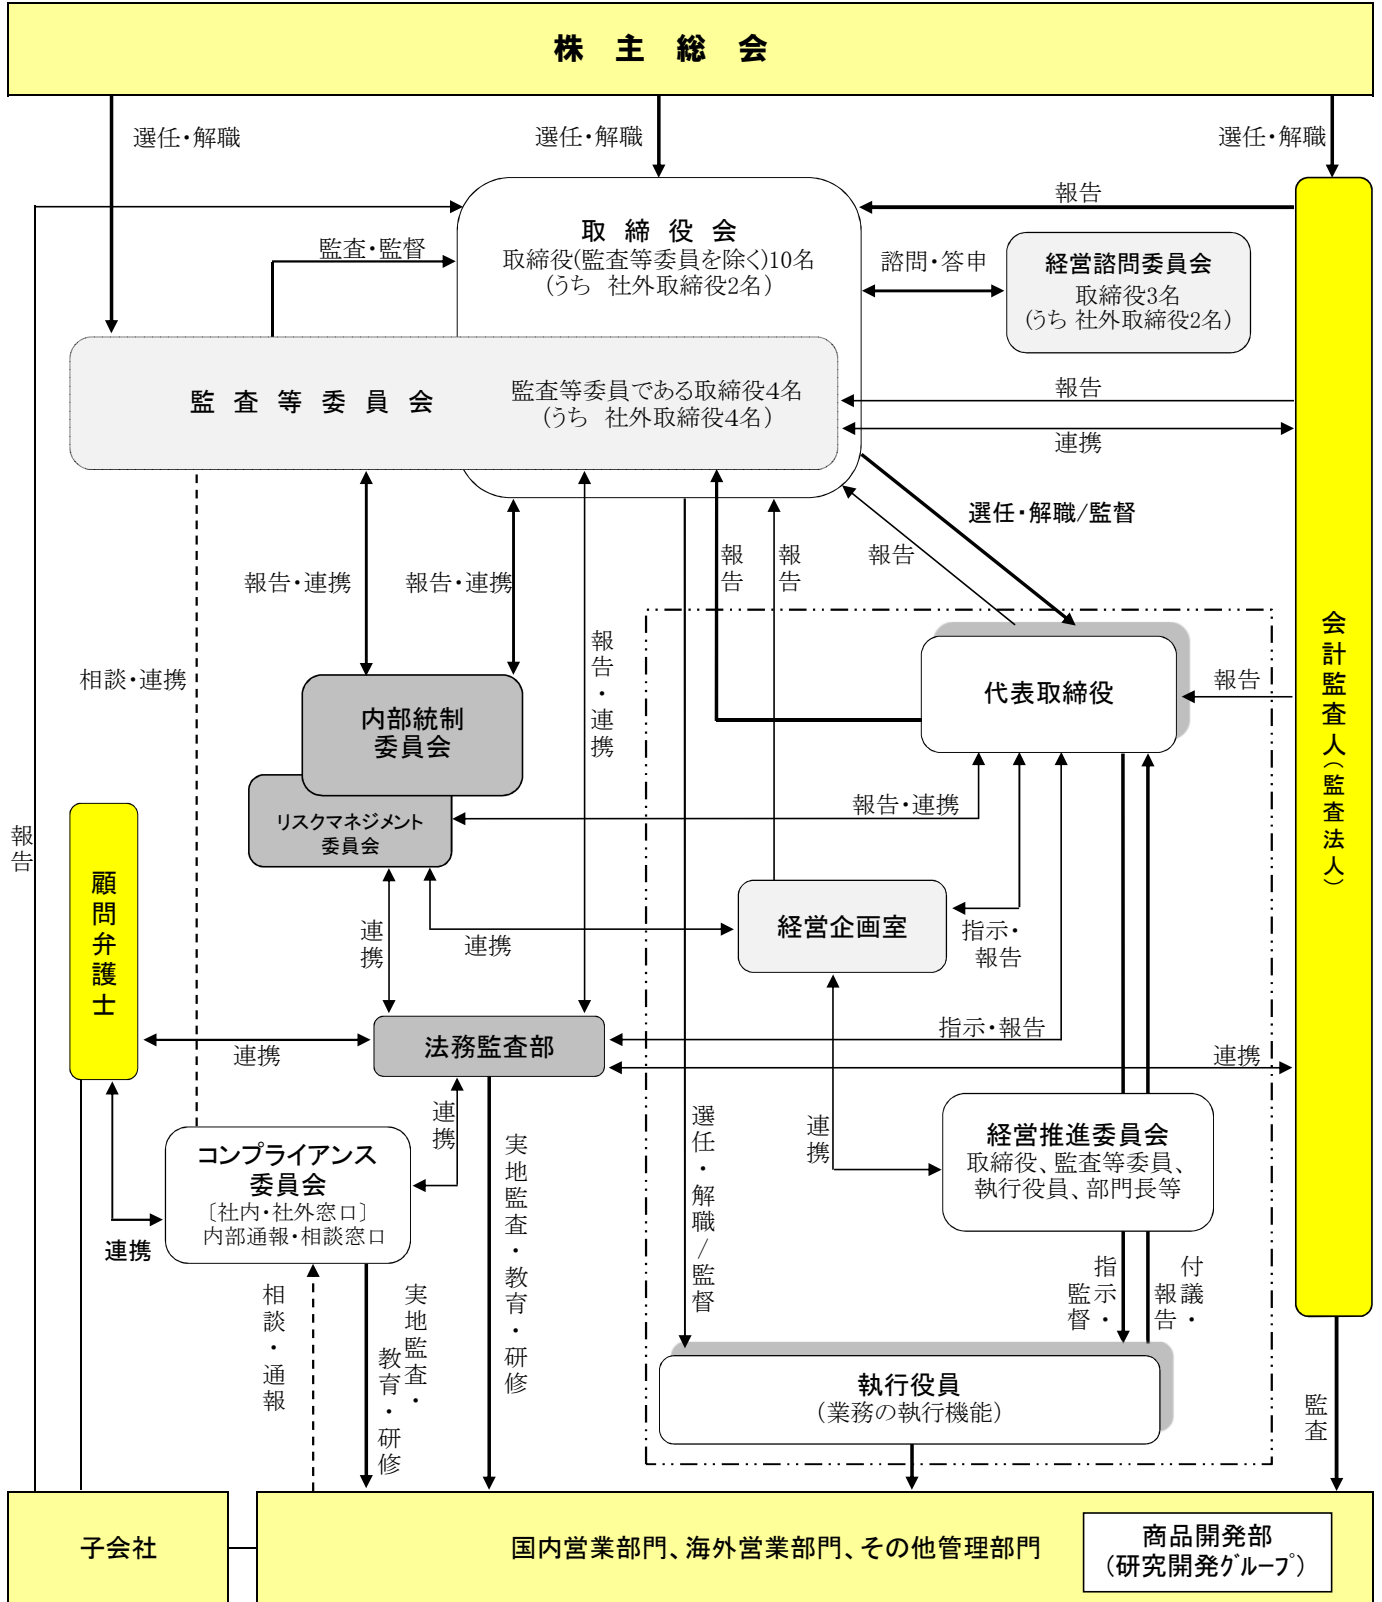 株主総会
選任・解職
選任・解職
選任・解職
報告
取締役会
取締役(監査等委員を除く)10名
(うち 社外取締役2名)
監査・監督
諮問・答申
経営諮問委員会
取締役3名
(うち 社外取締役2名)
監査等委員会
監査等委員である取締役4名
(うち 社外取締役4名)
報告
連携
選任・解職/監督
報告
報告
報告
報告・連携
報告・連携
報告・連携
相談・連携
会計監査人(監査法人)
代表取締役
報告
内部統制
委員会
リスクマネジメント
委員会
報告・連携
報告
顧問弁護士
経営企画室
指示・
報告
連携
連携
法務監査部
指示・報告
連携
連携
連携
選任・解職/監督
連携
経営推進委員会
取締役、監査等委員、
執行役員、部門長等
実地監査・教育・研修
コンプライアンス
委員会
〔社内・社外窓口〕
内部通報・相談窓口
連携
相談・通報
実地監査・
教育・研修
指示・
監督
付議・
報告
執行役員
(業務の執行機能)
監査
子会社
国内営業部門、海外営業部門、その他管理部門
商品開発部
(研究開発グループ)